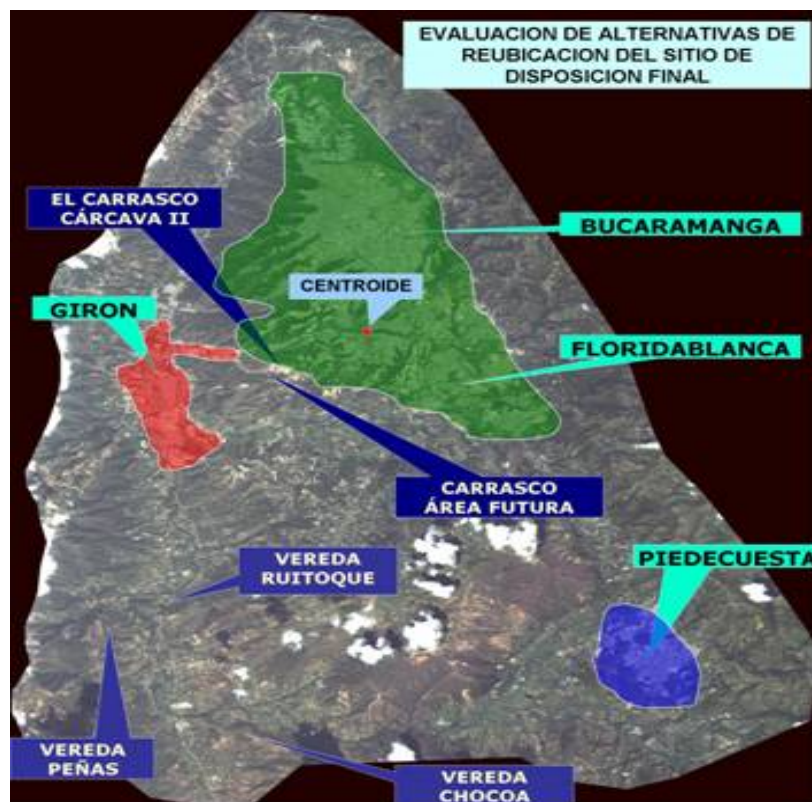 EVALUACION DE ALTERNATIVAS DE
REUBICACION DEL SITIO DE
DISPOSICION FINAL
EL CARRASCO
CÁRCAVA II
BUCARAMANGA
CENTROIDE
GIRON
FLORIDABLANCA
CARRASCO
ÁREA FUTURA
VEREDA
RUITOQUE
PIEDECUESTA
VEREDA
PEÑAS
VEREDA
CHOCOA